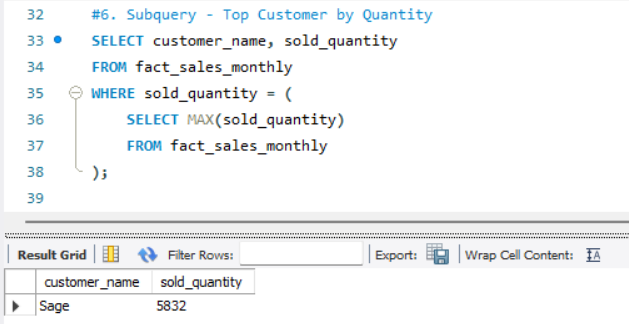 32 #6. Subquery - Top Customer by Quantity
33 SELECT customer_name, sold_quantity
34 FROM fact_sales_monthly
35 WHERE sold_quantity = (
36 SELECT MAX(sold_quantity)
37 FROM fact_sales_monthly
38 );
39
Result Grid Filter Rows: Export: Wrap Cell Content: IA
customer_name sold_quantity
Sage 5832